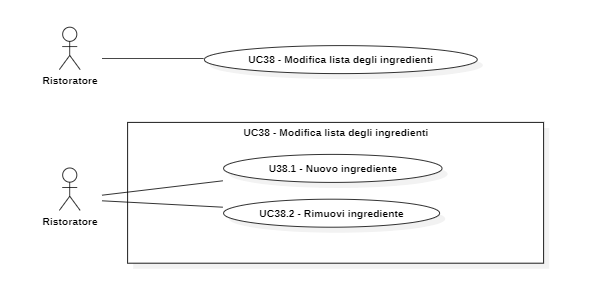 UC38 - Modifica lista degli ingredienti
Ristoratore
UC38 - Modifica lista degli ingredienti
U38.1 - Nuovo ingrediente
UC38.2 - Rimuovi ingrediente
Ristoratore